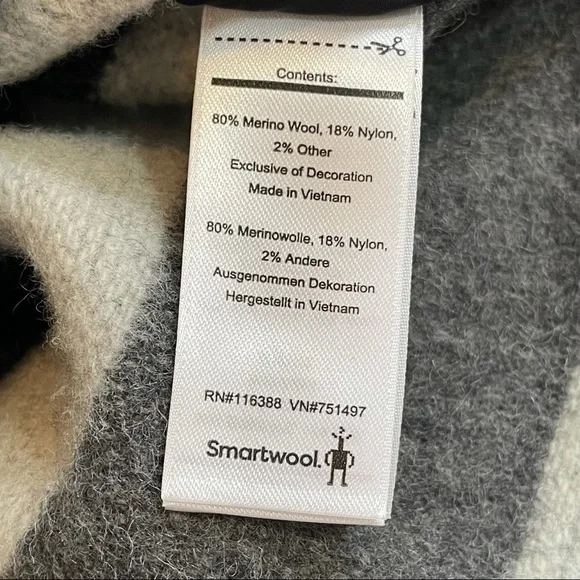 Contents:
80% Merino Wool, 18% Nylon,
2% Other
Exclusive of Decoration
Made in Vietnam
80% Merinowolle, 18% Nylon,
2% Andere
Ausgenommen Dekoration
Hergestellt in Vietnam
RN#116388 VN#751497
Smartwool.